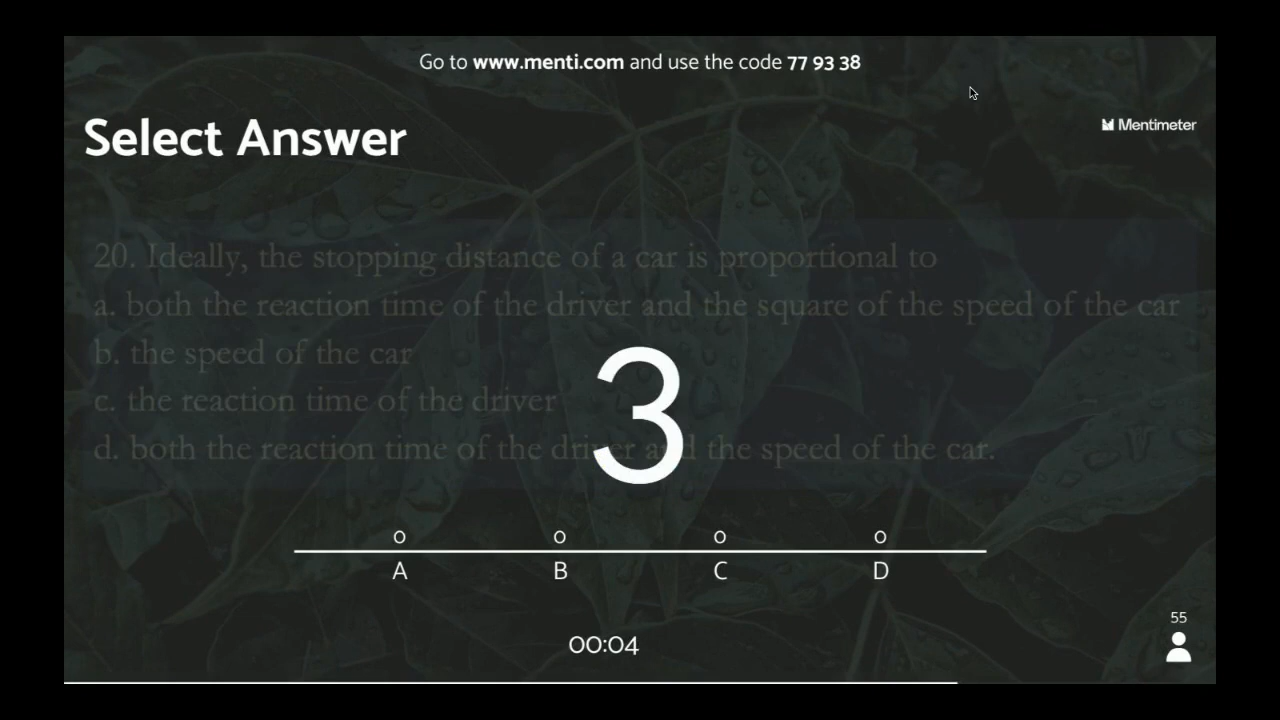 Go to www.menti.com and use the code 77 93 38
Select Answer
Mentimeter
20. Ideally, the stopping distance of a car is proportional to
a. both the reaction time of the driver and the square of the speed of the car
b. the speed of the car
c. the reaction time of the driver
d. both the reaction time of the driver and the speed of the car.
3
0 0 0 0
A B C D
00:04
55